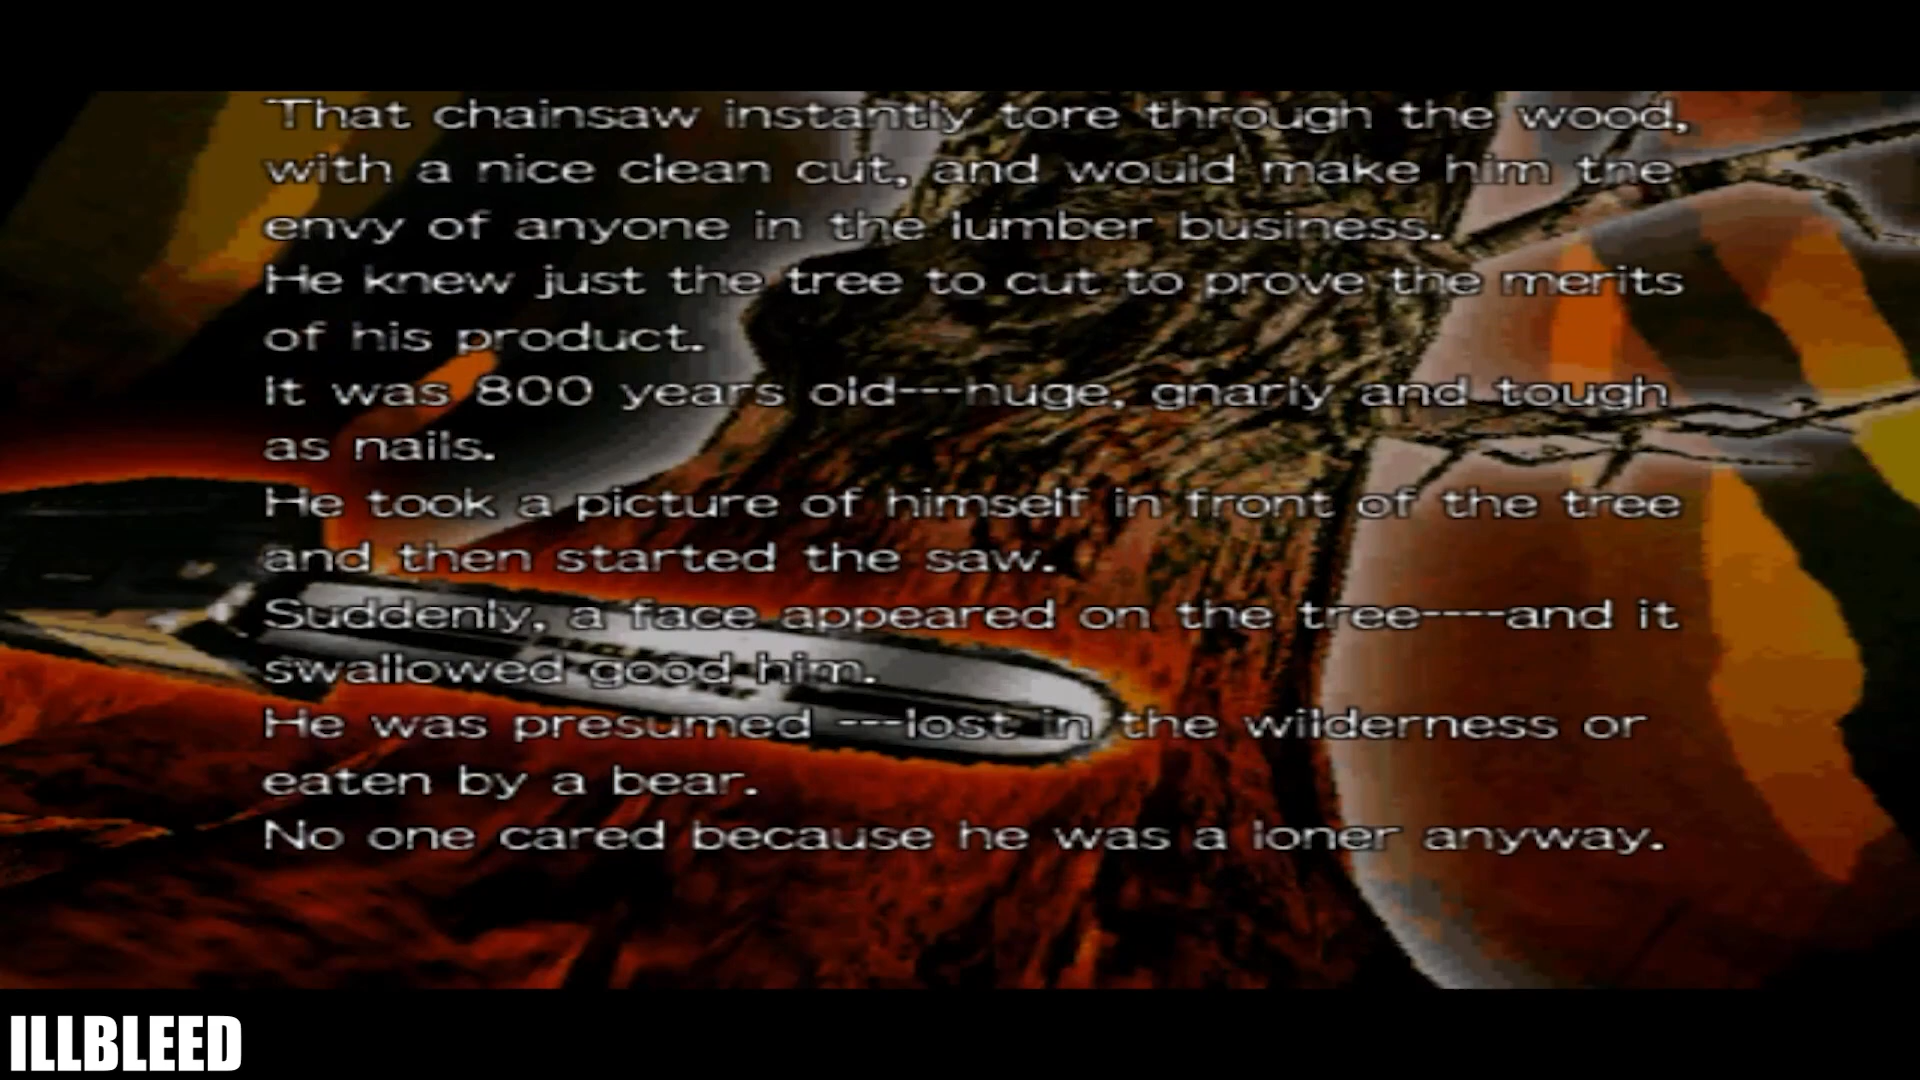 That chainsaw instantly tore through the wood,
with a nice clean cut, and would make him the
envy of anyone in the lumber business.
He knew just the tree to cut to prove the merits
of his product.
It was 800 years old---huge, gnarly and tough
as nails.
He took a picture of himself in front of the tree
and then started the saw.
Suddenly, a face appeared on the tree----and it
swallowed good him.
He was presumed ---lost in the wilderness or
eaten by a bear.
No one cared because he was a loner anyway.
ILLBLEED